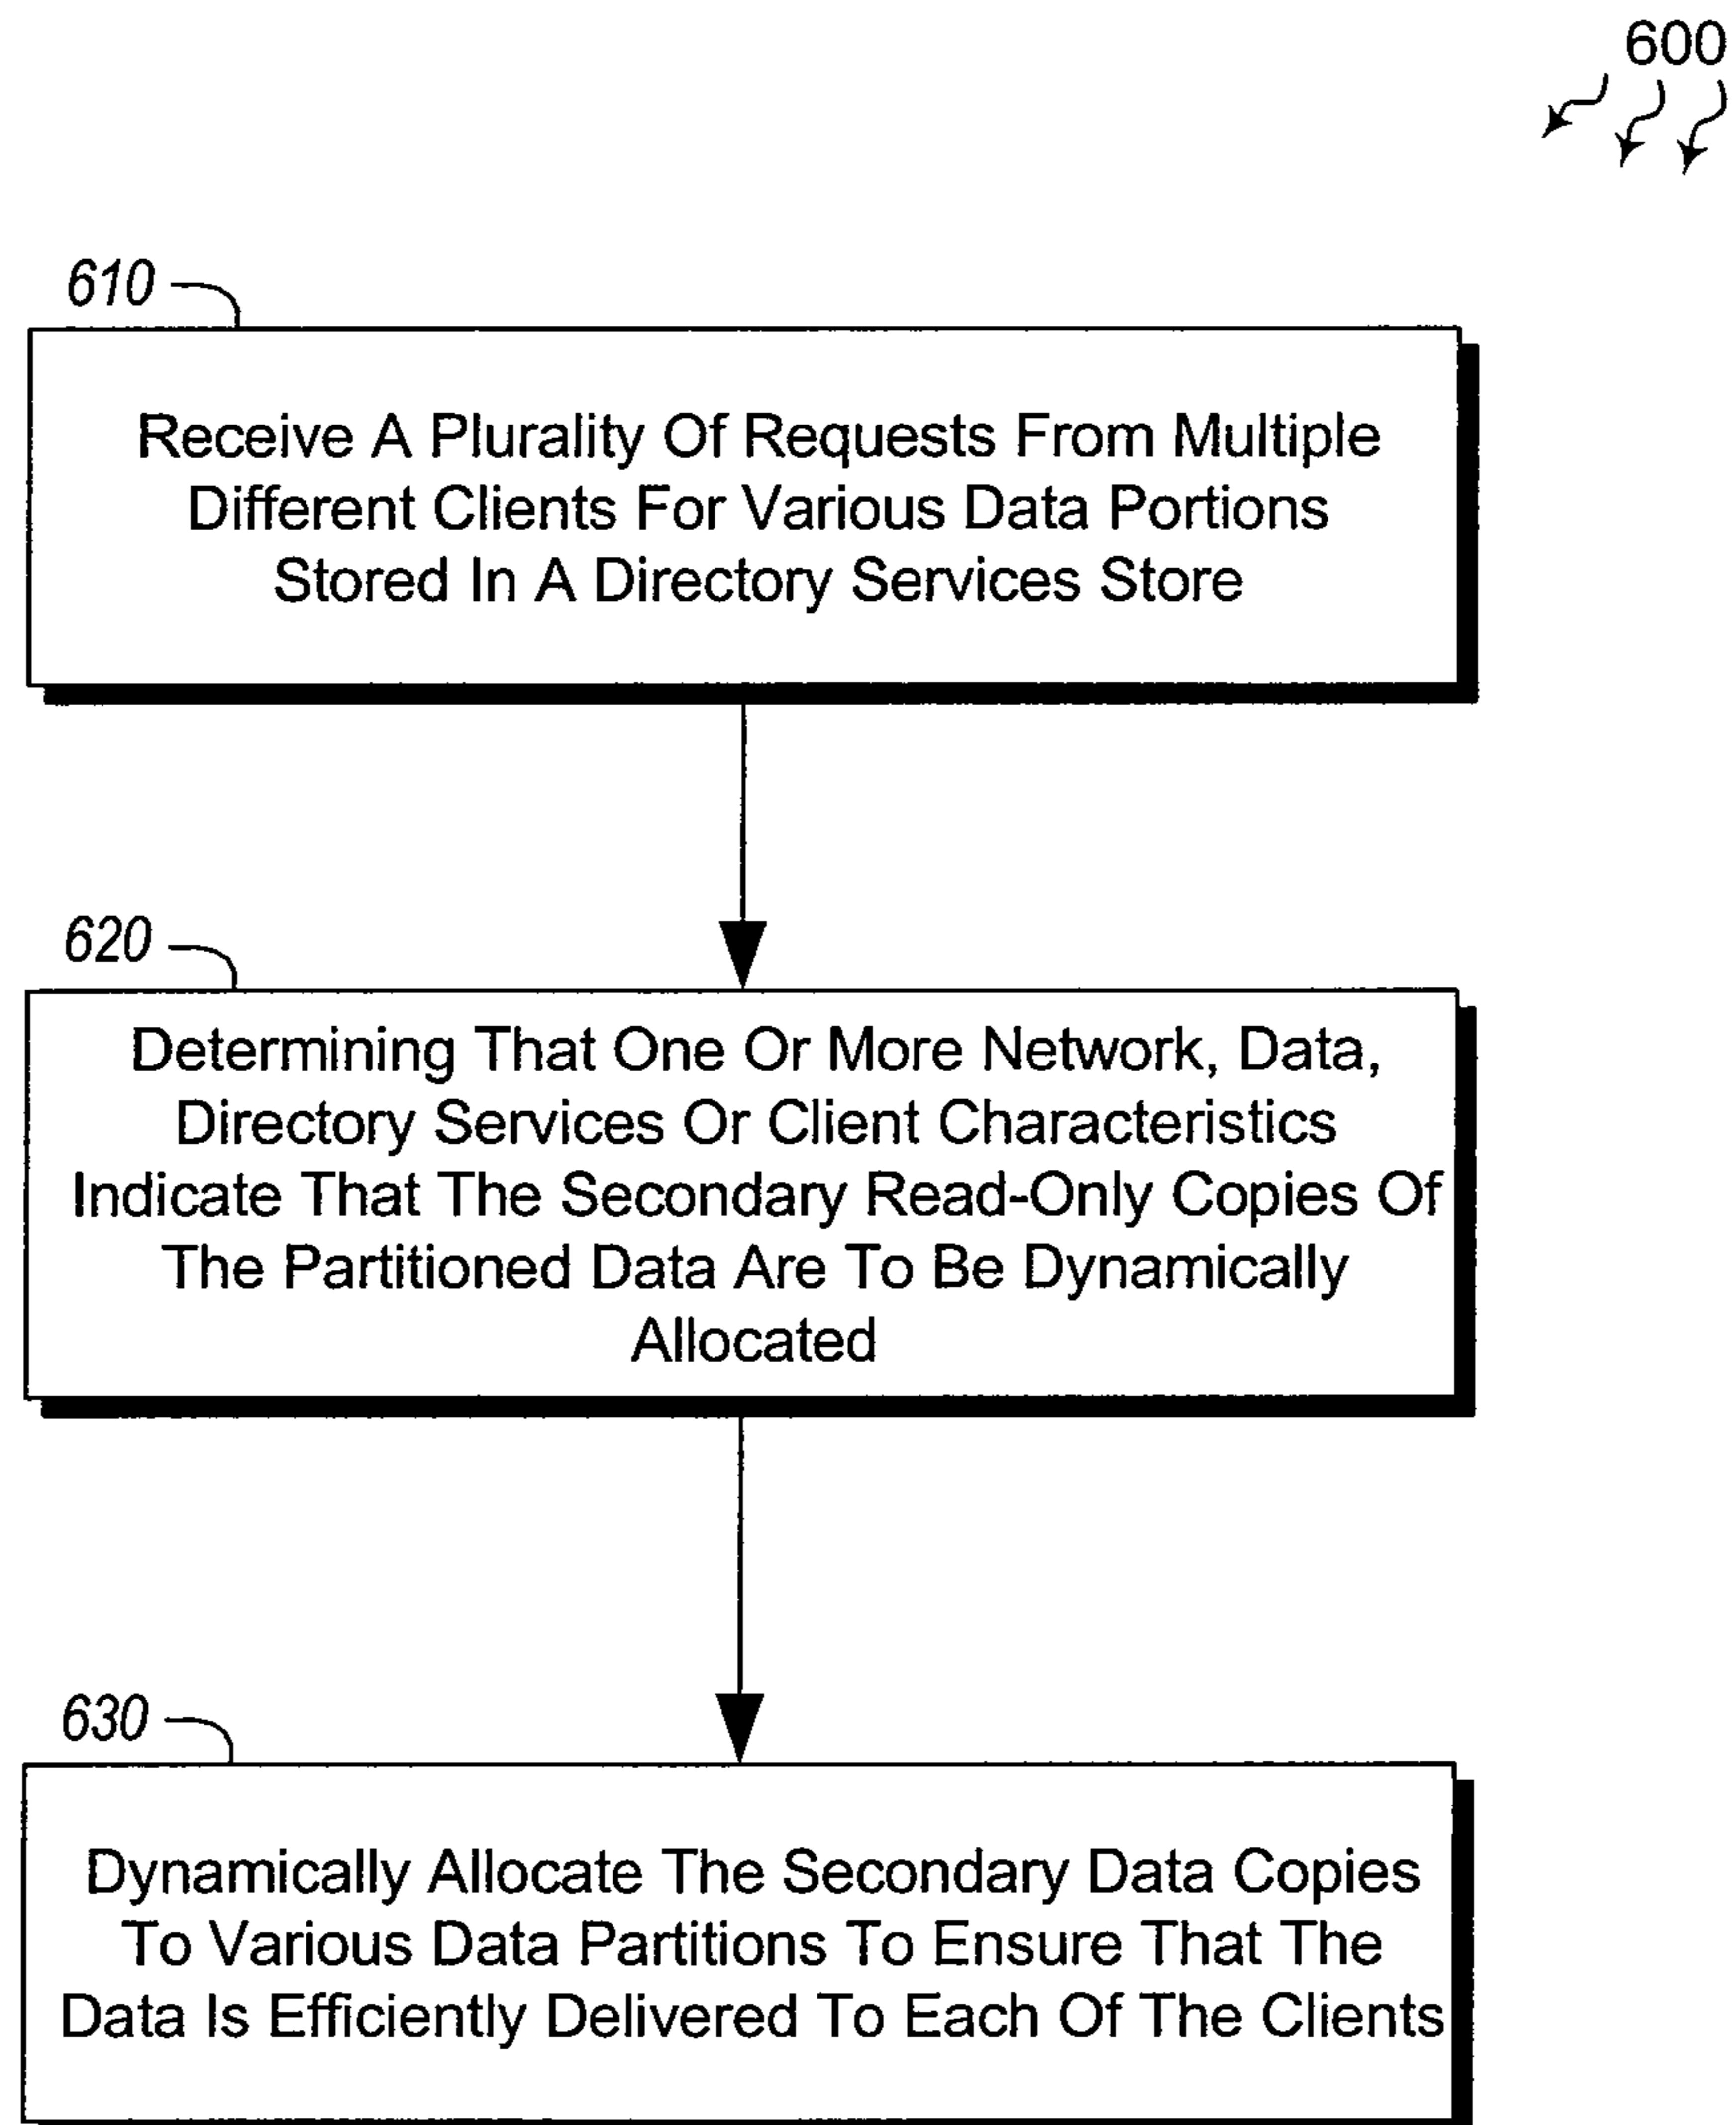 600
610
Receive A Plurality Of Requests From Multiple
Different Clients For Various Data Portions
Stored In A Directory Services Store
620
Determining That One Or More Network, Data,
Directory Services Or Client Characteristics
Indicate That The Secondary Read-Only Copies Of
The Partitioned Data Are To Be Dynamically
Allocated
630
Dynamically Allocate The Secondary Data Copies
To Various Data Partitions To Ensure That The
Data Is Efficiently Delivered To Each Of The Clients